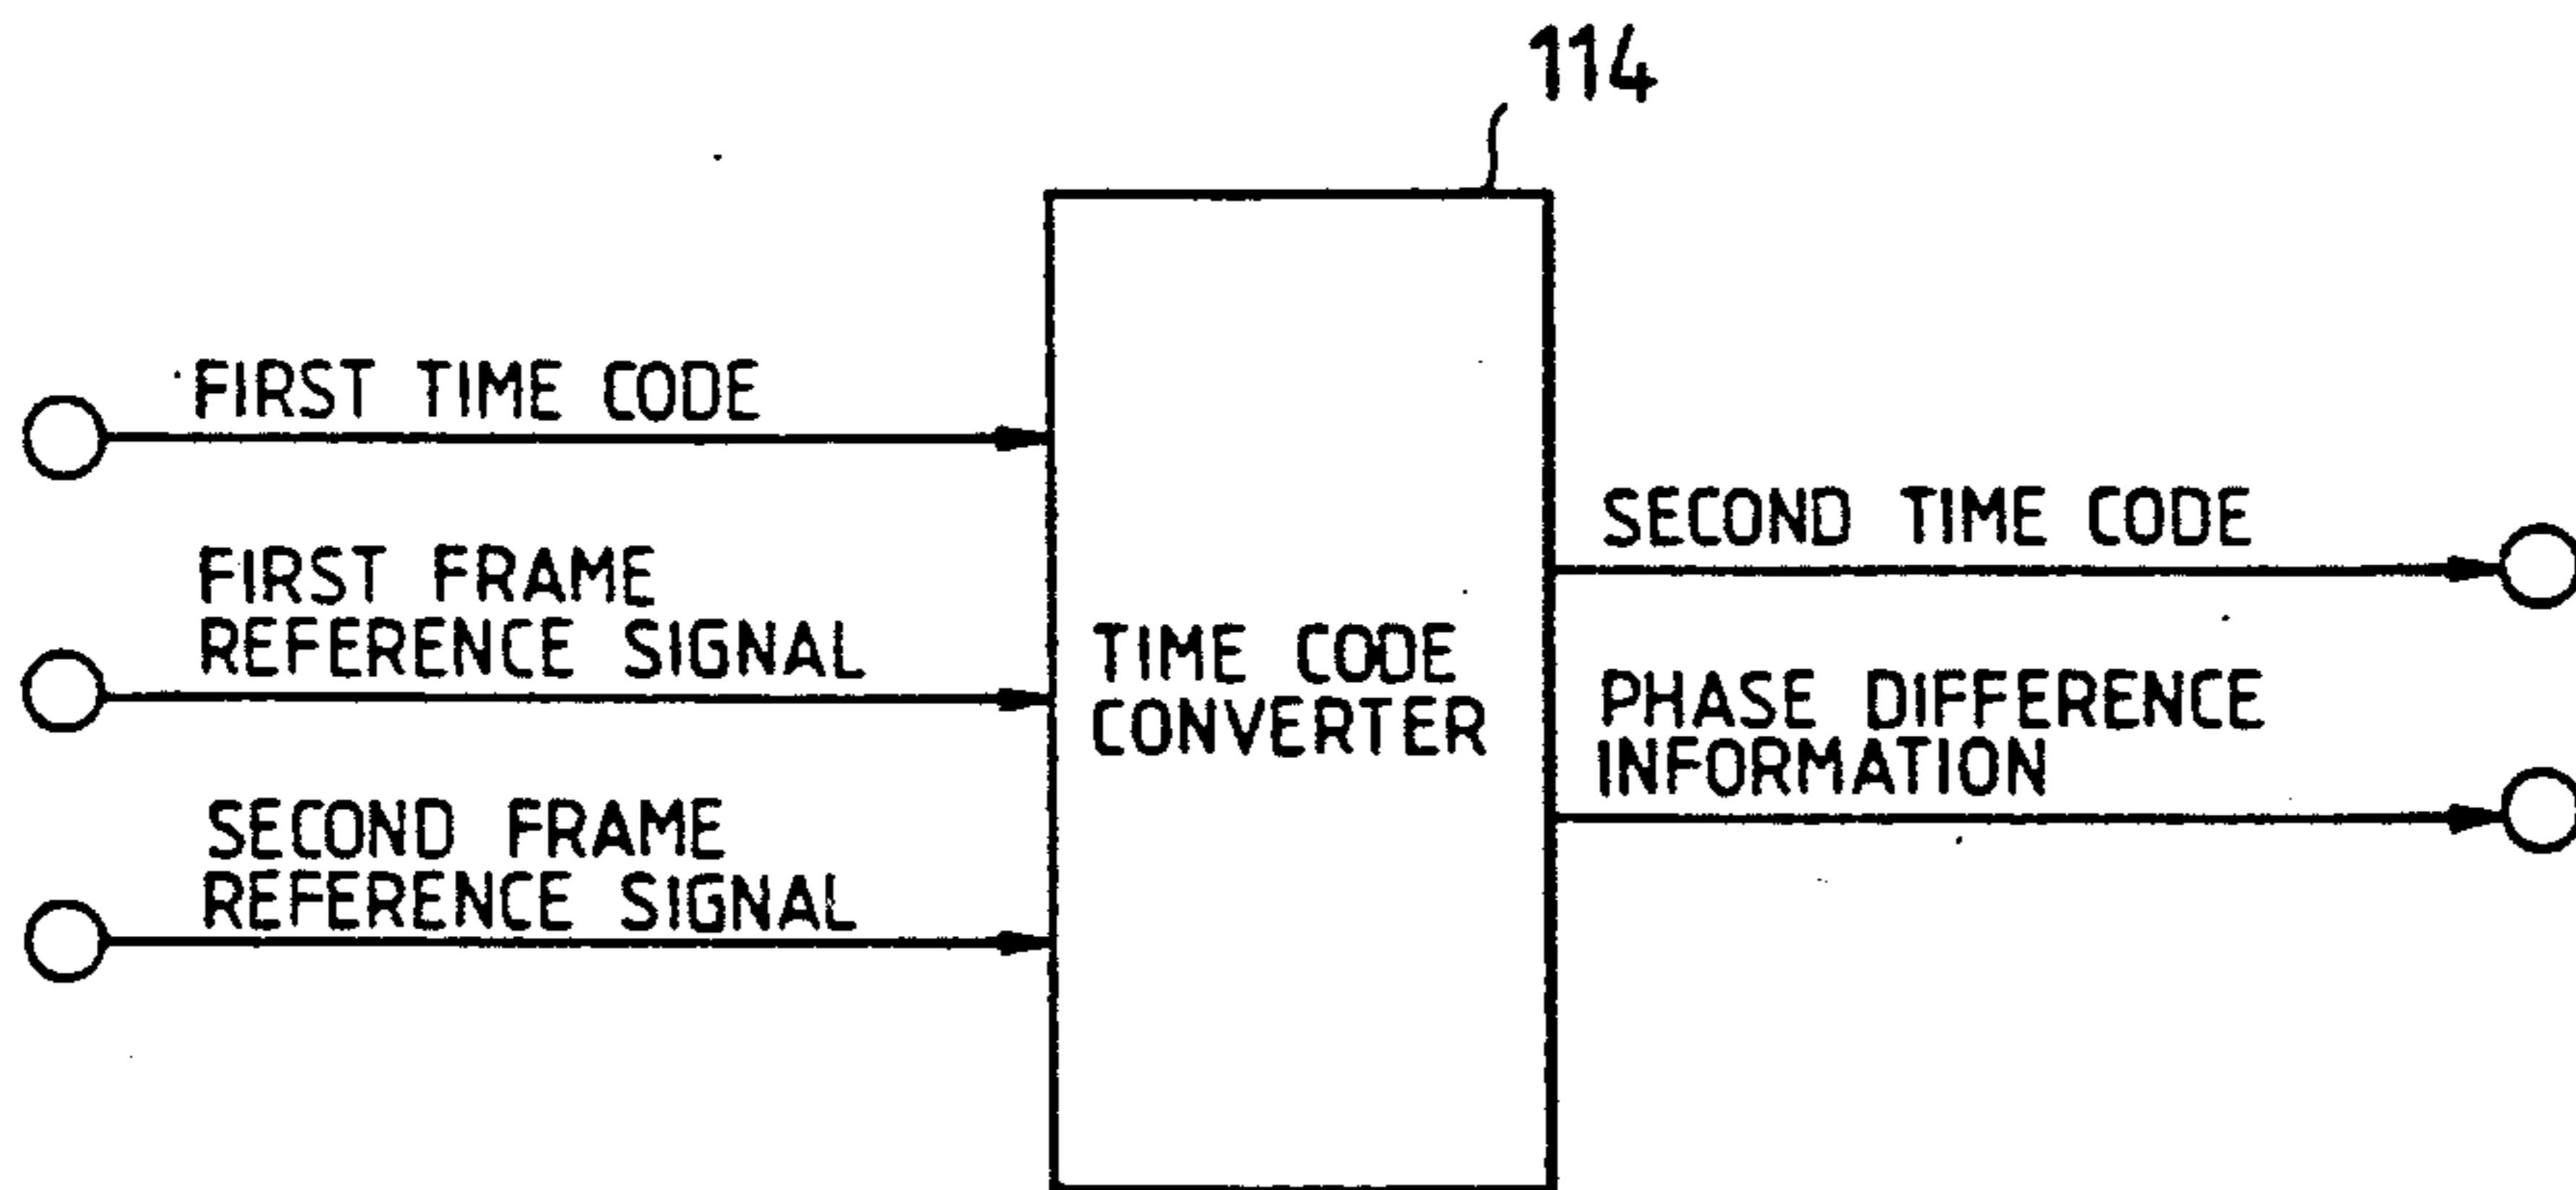 114
FIRST TIME CODE
FIRST FRAME
REFERENCE SIGNAL
SECOND FRAME
REFERENCE SIGNAL
TIME CODE
CONVERTER
SECOND TIME CODE
PHASE DIFFERENCE
INFORMATION